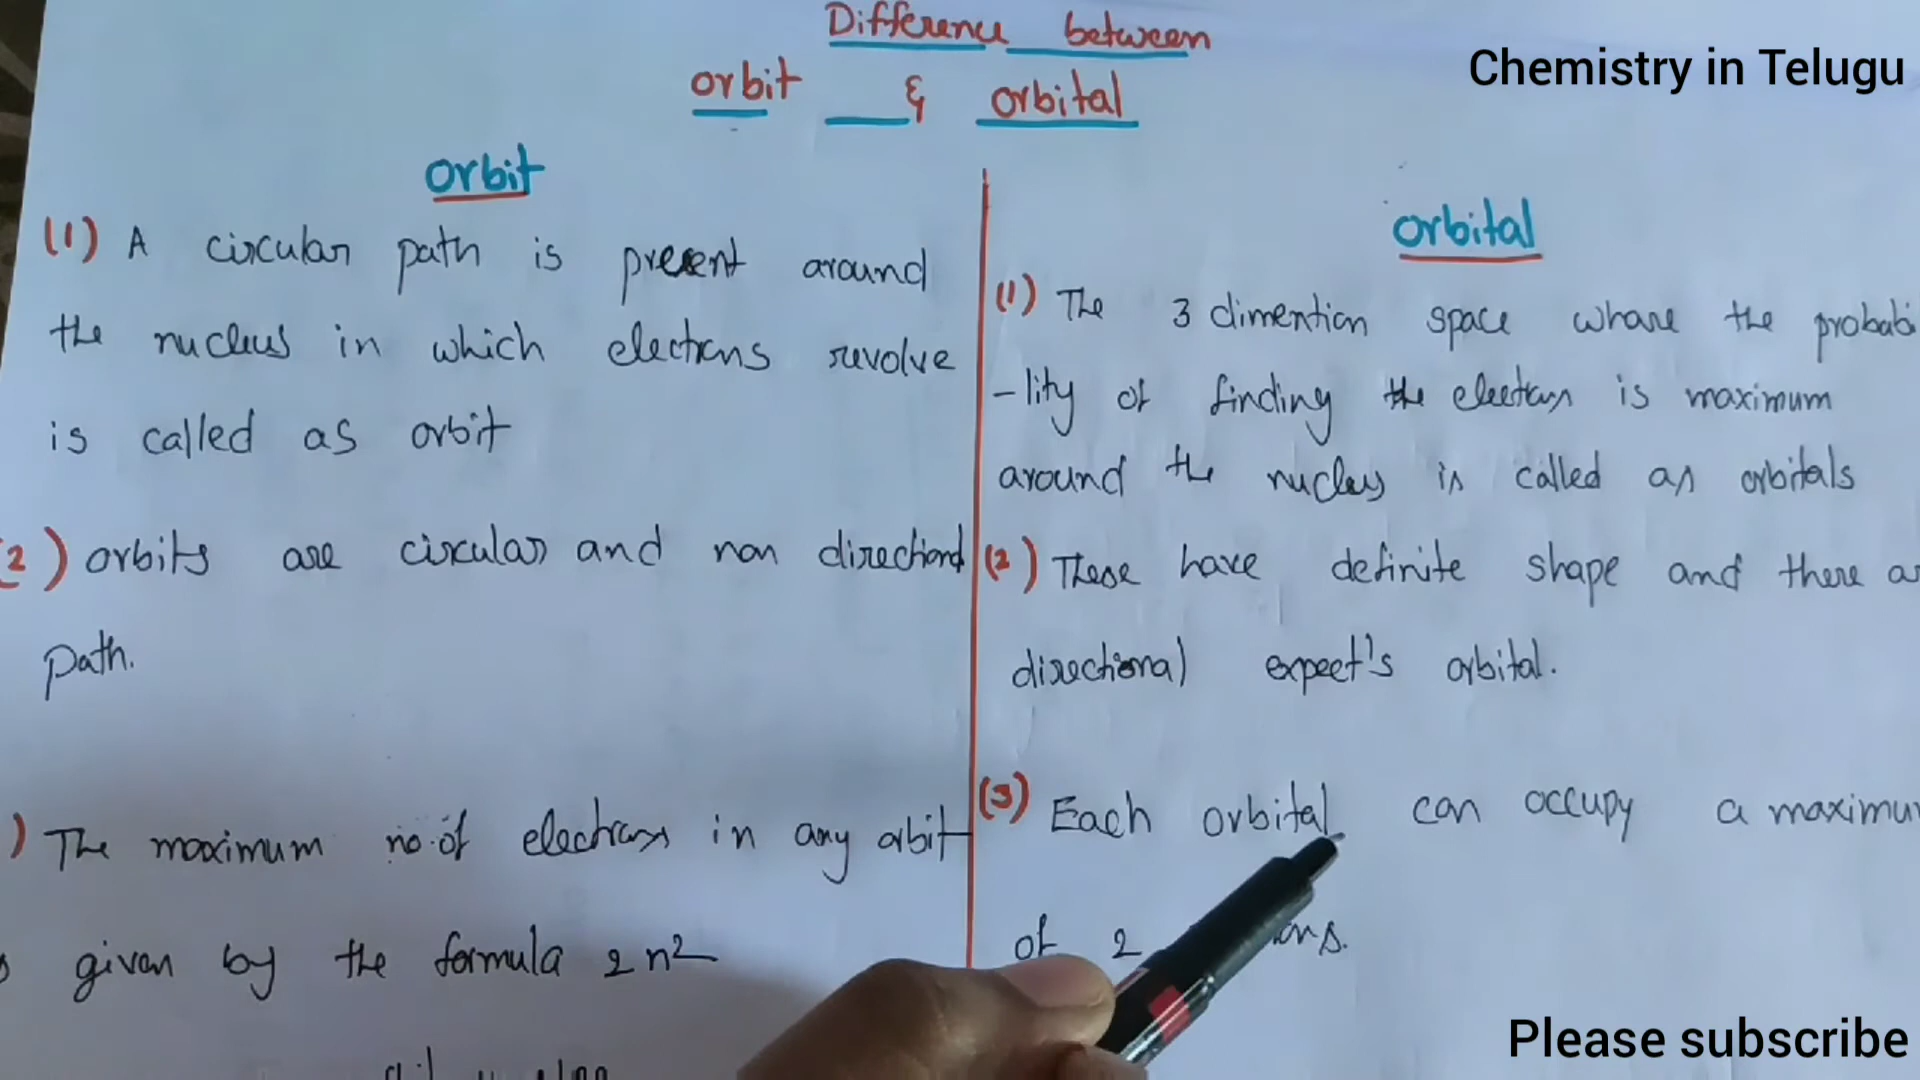 Difference between
orbit & orbital
Chemistry in Telugu
orbit
(1) A circular path is present around
the nucleus in which electrons revolve
is called as orbit
2) orbits are circular and non directional
path.
) The maximum no.of electrons in any orbit
given by the formula 2n2
orbital
(1) The 3 dimention space whare the probabi
-lity of finding the electron is maximum
around the nucleus is called as orbitals
(2) These have definite shape and there ar
directional expect's orbital.
(3) Each orbital can occupy a maximu
of 2 ons.
Please subscribe